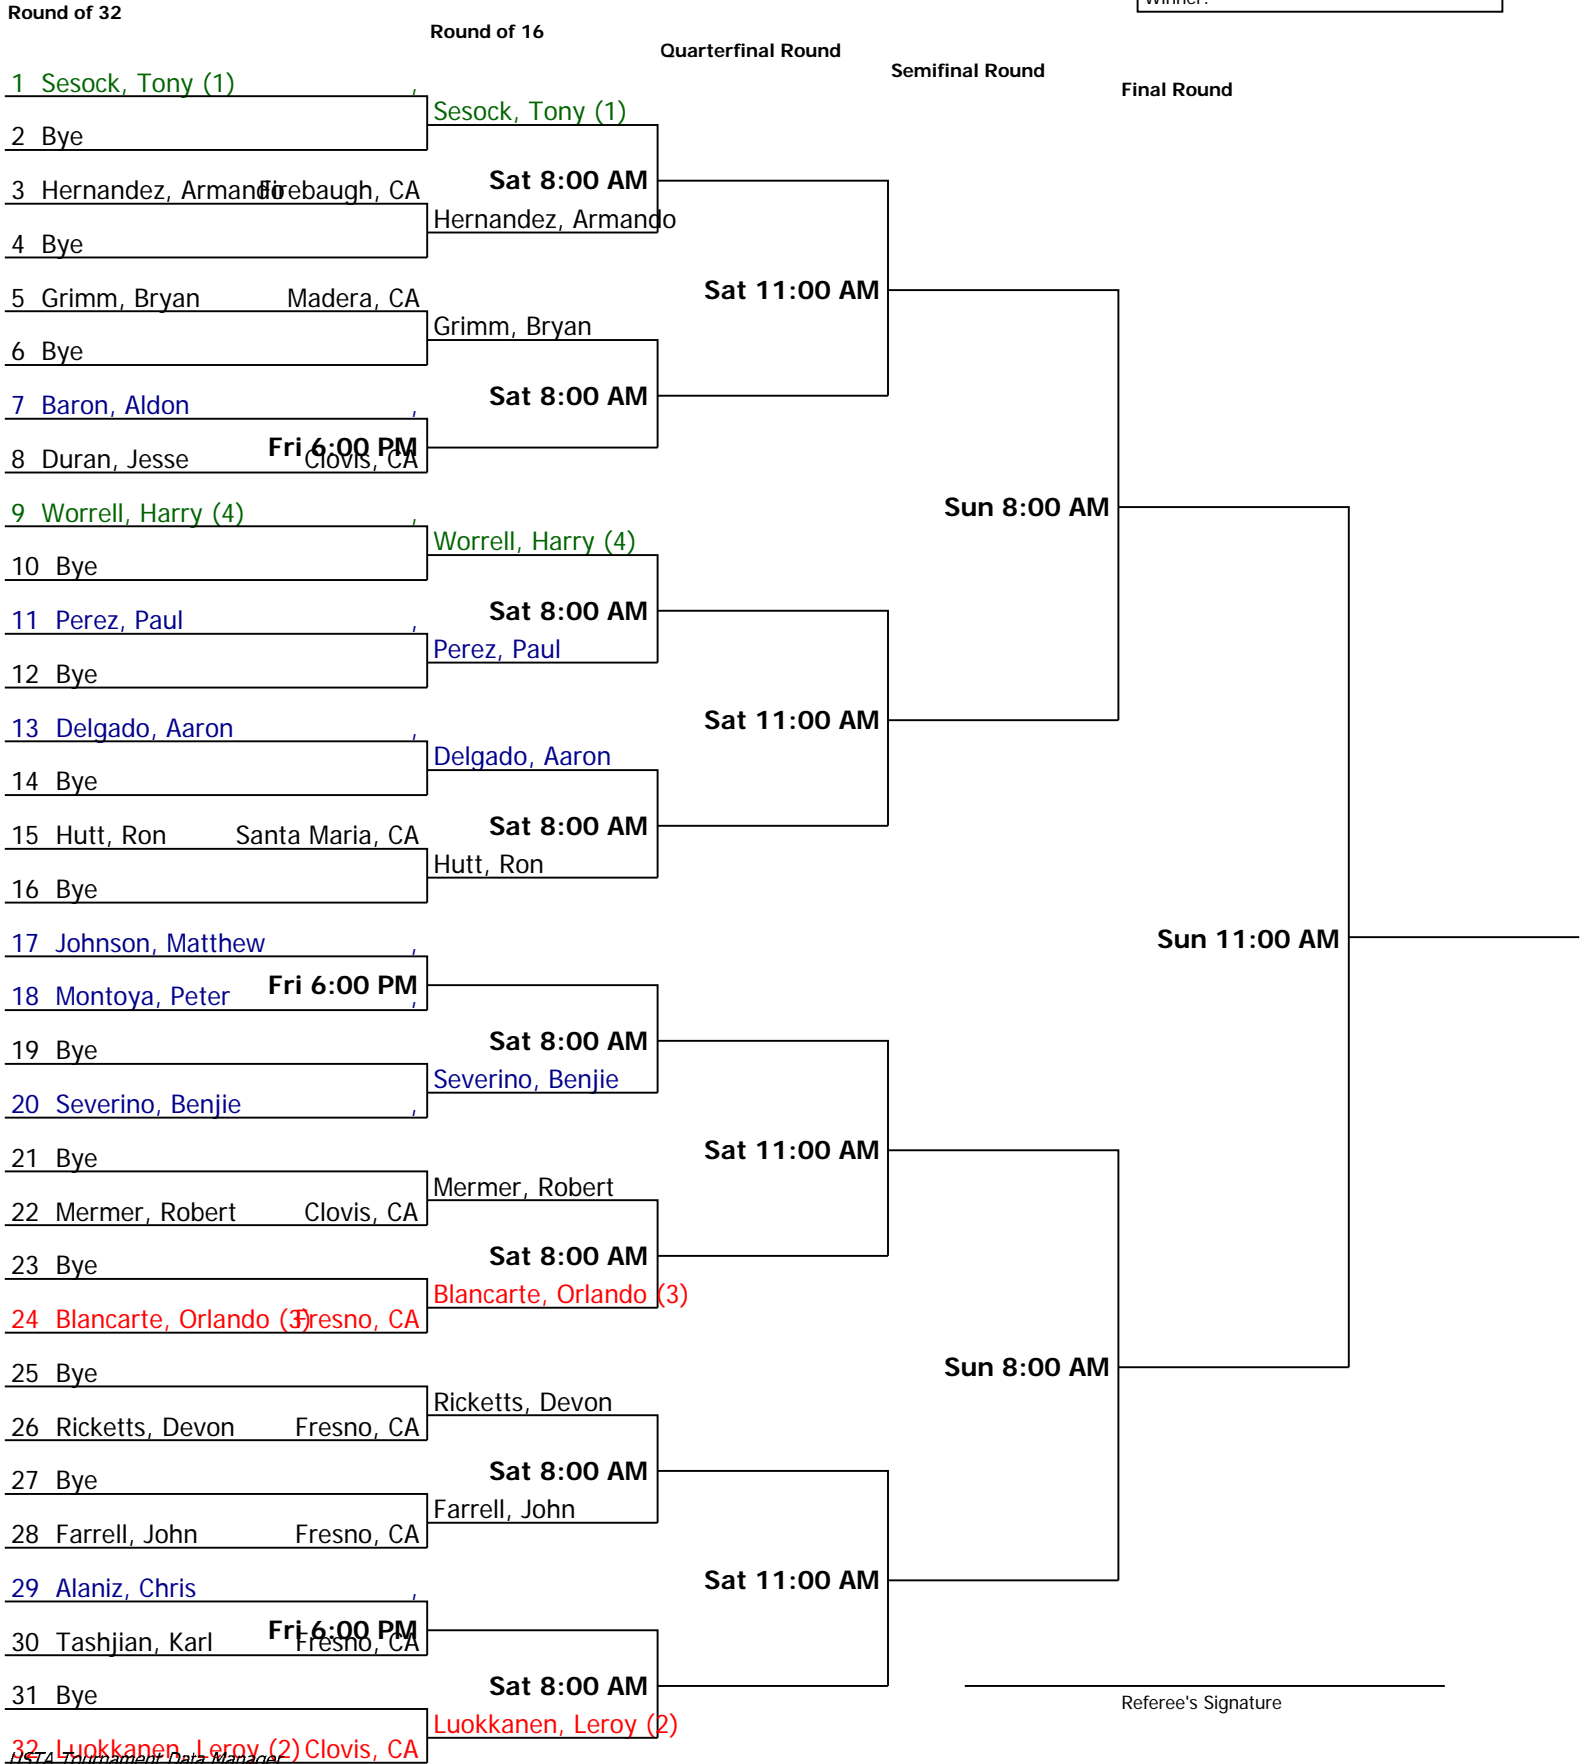 Winner:
Round of 32
Round of 16
Quarterfinal Round
Semifinal Round
Final Round
1 Sesock, Tony (1) ,
Sesock, Tony (1)
2 Bye
Sat 8:00 AM
3 Hernandez, Armando Firebaugh, CA
Hernandez, Armando
4 Bye
Sat 11:00 AM
5 Grimm, Bryan Madera, CA
Grimm, Bryan
6 Bye
Sat 8:00 AM
7 Baron, Aldon ,
Fri 6:00 PM
8 Duran, Jesse Clovis, CA
Sun 8:00 AM
9 Worrell, Harry (4) ,
Worrell, Harry (4)
10 Bye
Sat 8:00 AM
11 Perez, Paul ,
Perez, Paul
12 Bye
Sat 11:00 AM
13 Delgado, Aaron ,
Delgado, Aaron
14 Bye
Sat 8:00 AM
15 Hutt, Ron Santa Maria, CA
Hutt, Ron
16 Bye
Sun 11:00 AM
17 Johnson, Matthew ,
Fri 6:00 PM
18 Montoya, Peter ,
Sat 8:00 AM
19 Bye
Severino, Benjie
20 Severino, Benjie ,
Sat 11:00 AM
21 Bye
Mermer, Robert
22 Mermer, Robert Clovis, CA
Sat 8:00 AM
23 Bye
Blancarte, Orlando (3)
24 Blancarte, Orlando (3) Fresno, CA
Sun 8:00 AM
25 Bye
Ricketts, Devon
26 Ricketts, Devon Fresno, CA
Sat 8:00 AM
27 Bye
Farrell, John
28 Farrell, John Fresno, CA
Sat 11:00 AM
29 Alaniz, Chris ,
Fri 6:00 PM
30 Tashjian, Karl Fresno, CA
Sat 8:00 AM
31 Bye
Referee's Signature
Luokkanen, Leroy (2)
32 Luokkanen, Leroy (2) Clovis, CA
USTA Tournament Data Manager